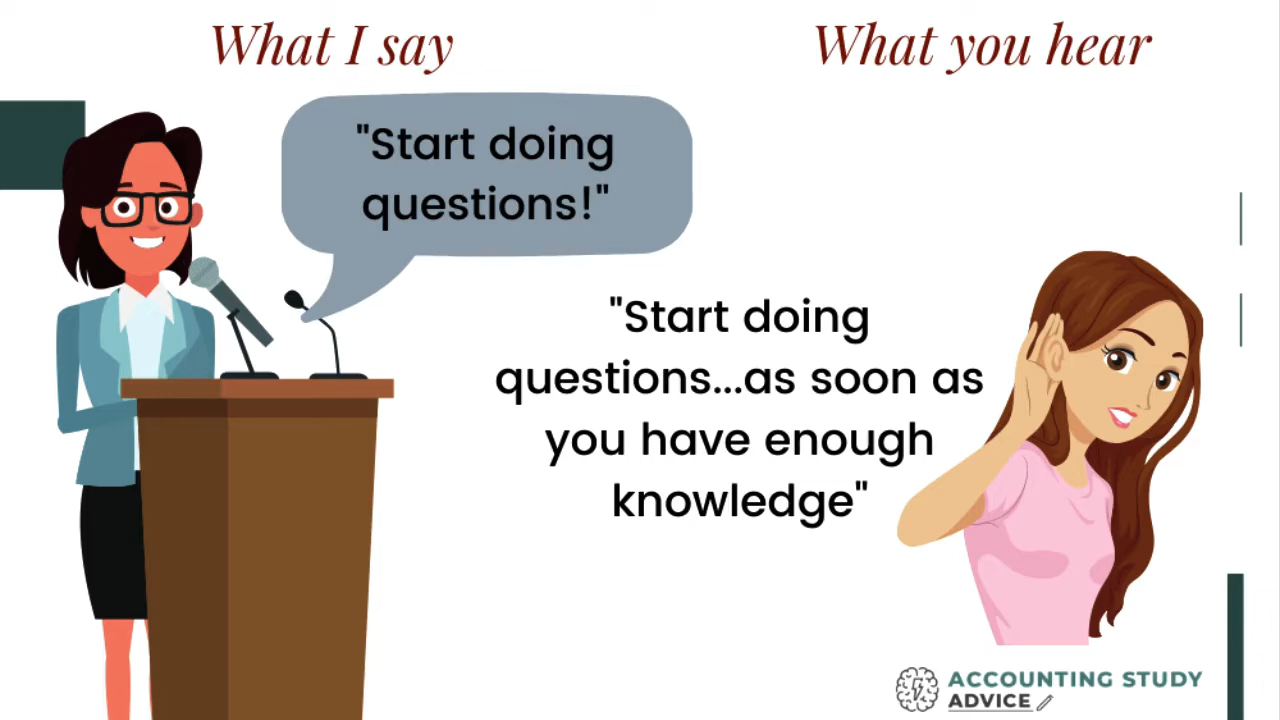 What I say
What you hear
"Start doing
questions!"
"Start doing
questions...as soon as
you have enough
knowledge"
ACCOUNTING STUDY
ADVICE